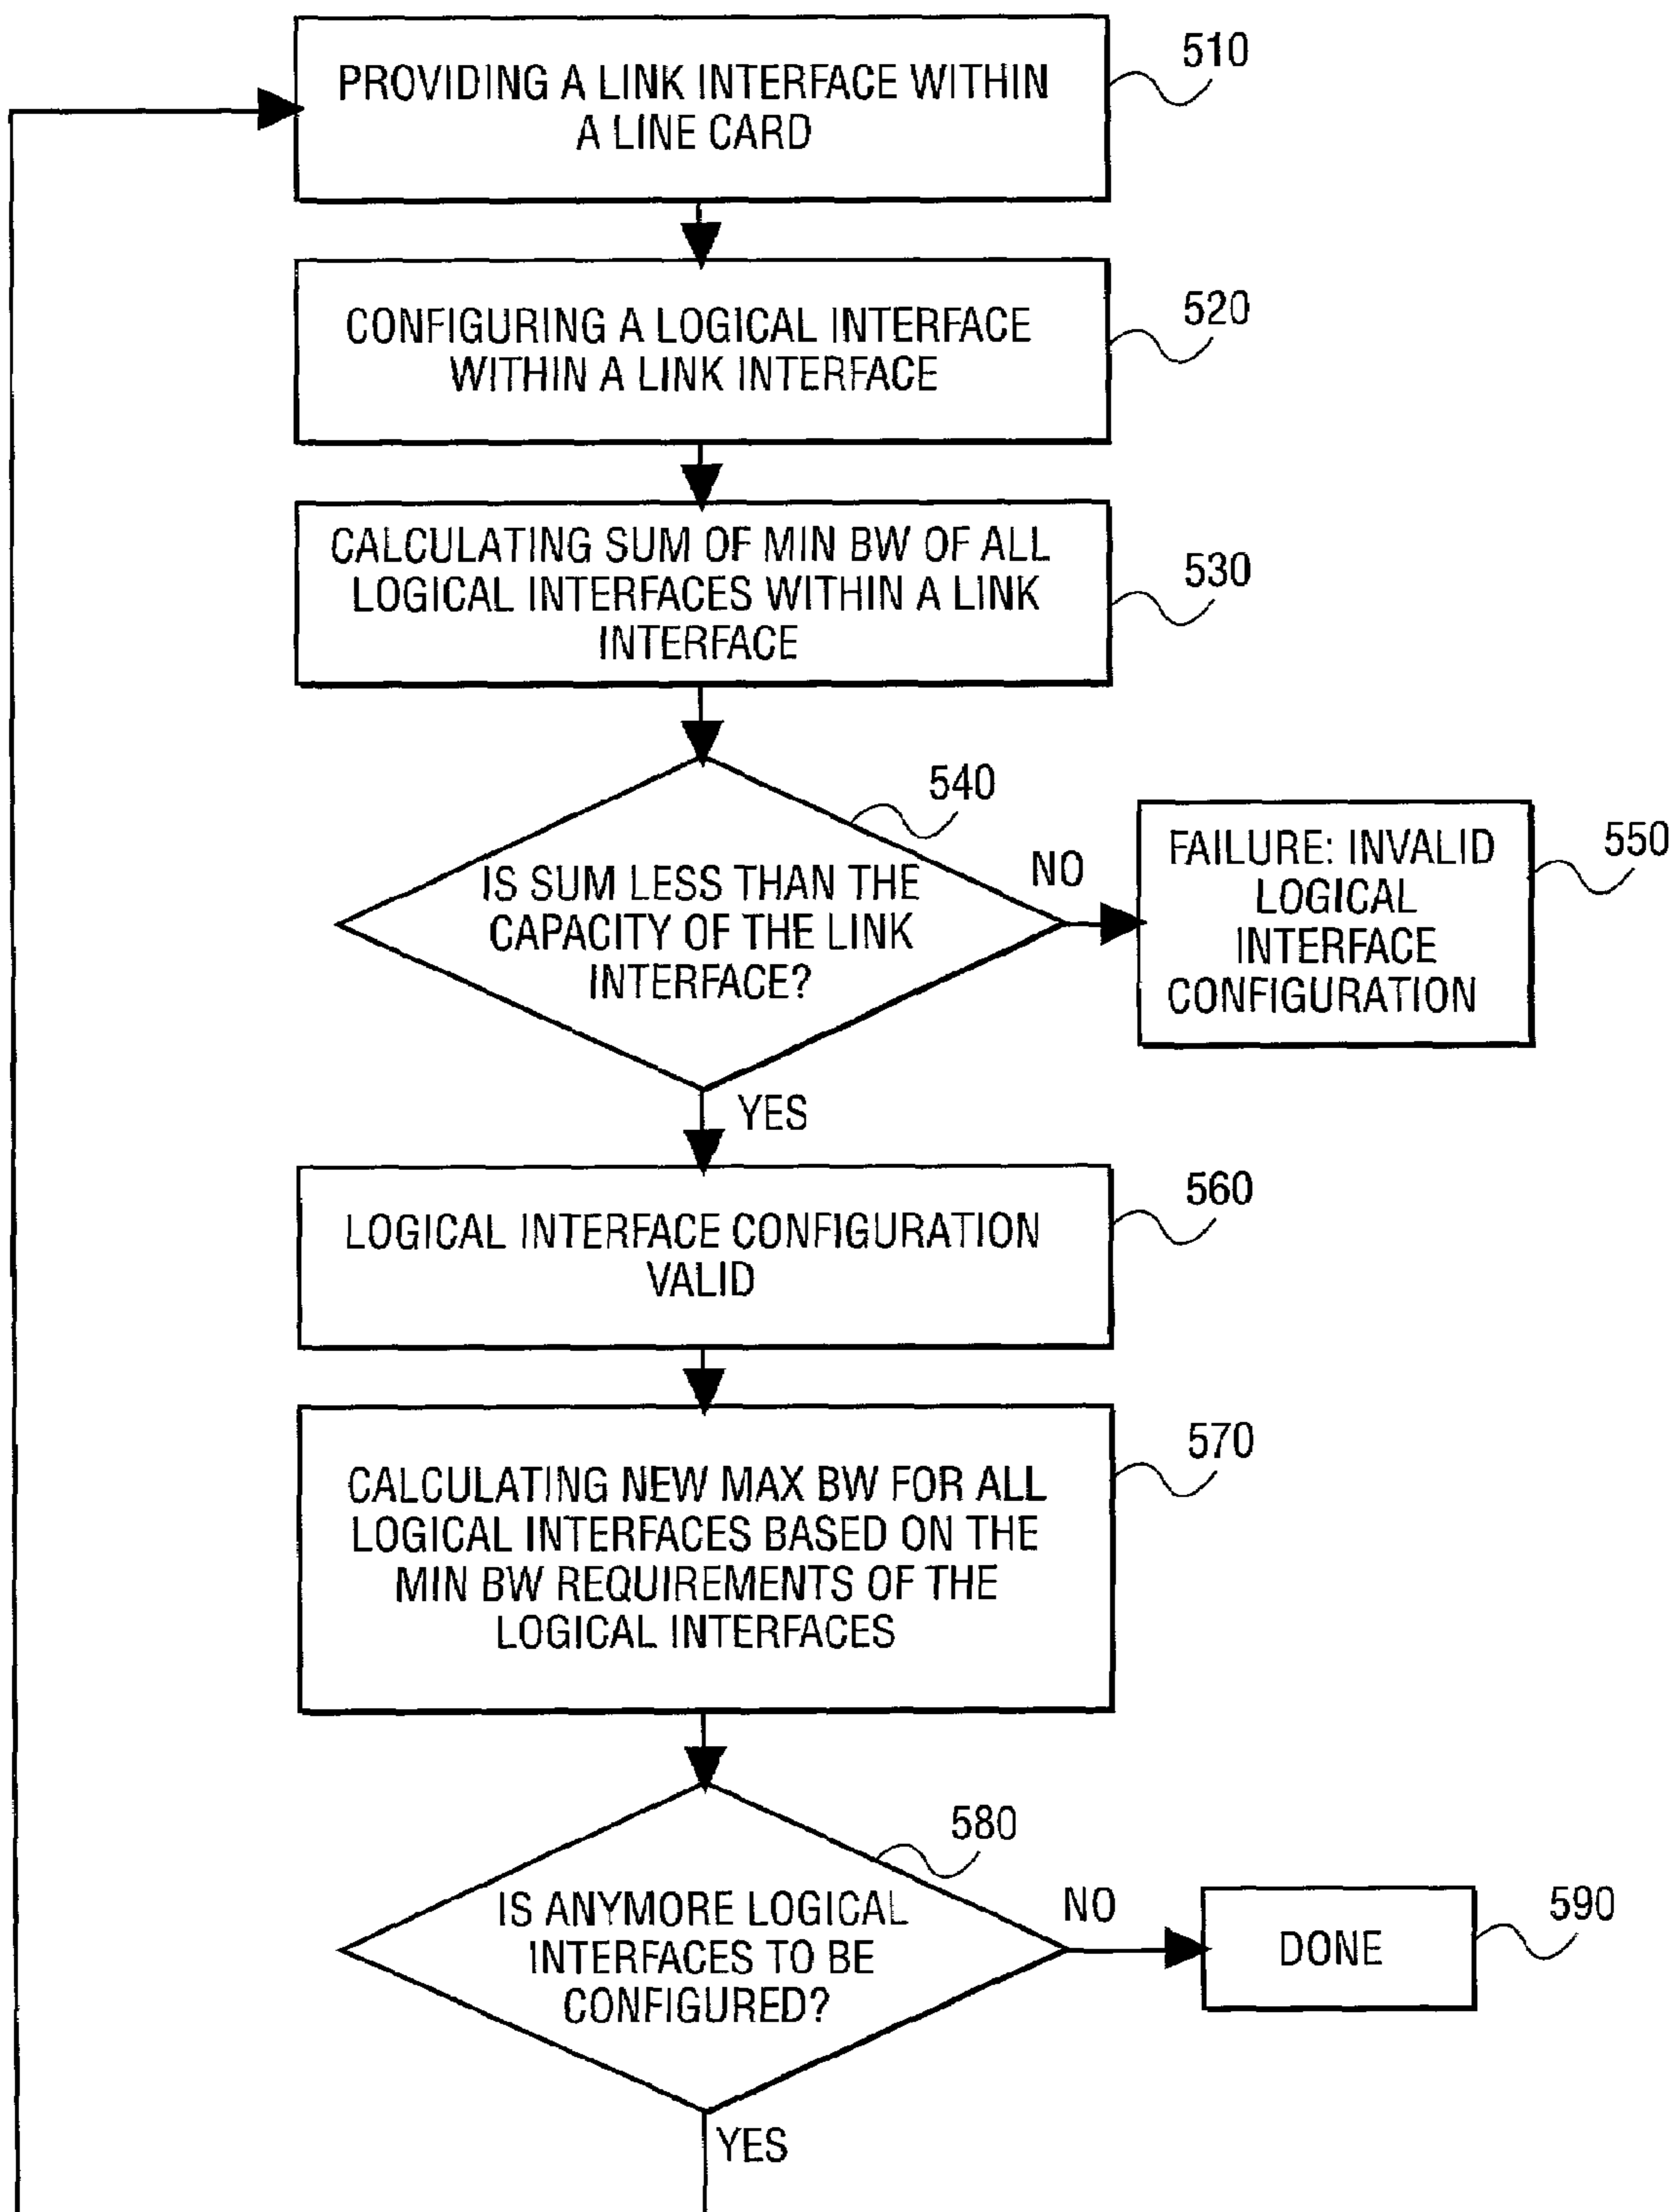 PROVIDING A LINK INTERFACE WITHIN
A LINE CARD
510
CONFIGURING A LOGICAL INTERFACE
WITHIN A LINK INTERFACE
520
CALCULATING SUM OF MIN BW OF ALL
LOGICAL INTERFACES WITHIN A LINK
INTERFACE
530
540
IS SUM LESS THAN THE
CAPACITY OF THE LINK
INTERFACE?
NO
FAILURE: INVALID
LOGICAL
INTERFACE
CONFIGURATION
550
YES
LOGICAL INTERFACE CONFIGURATION
VALID
560
CALCULATING NEW MAX BW FOR ALL
LOGICAL INTERFACES BASED ON THE
MIN BW REQUIREMENTS OF THE
LOGICAL INTERFACES
570
580
IS ANYMORE LOGICAL
INTERFACES TO BE
CONFIGURED?
NO
DONE
590
YES